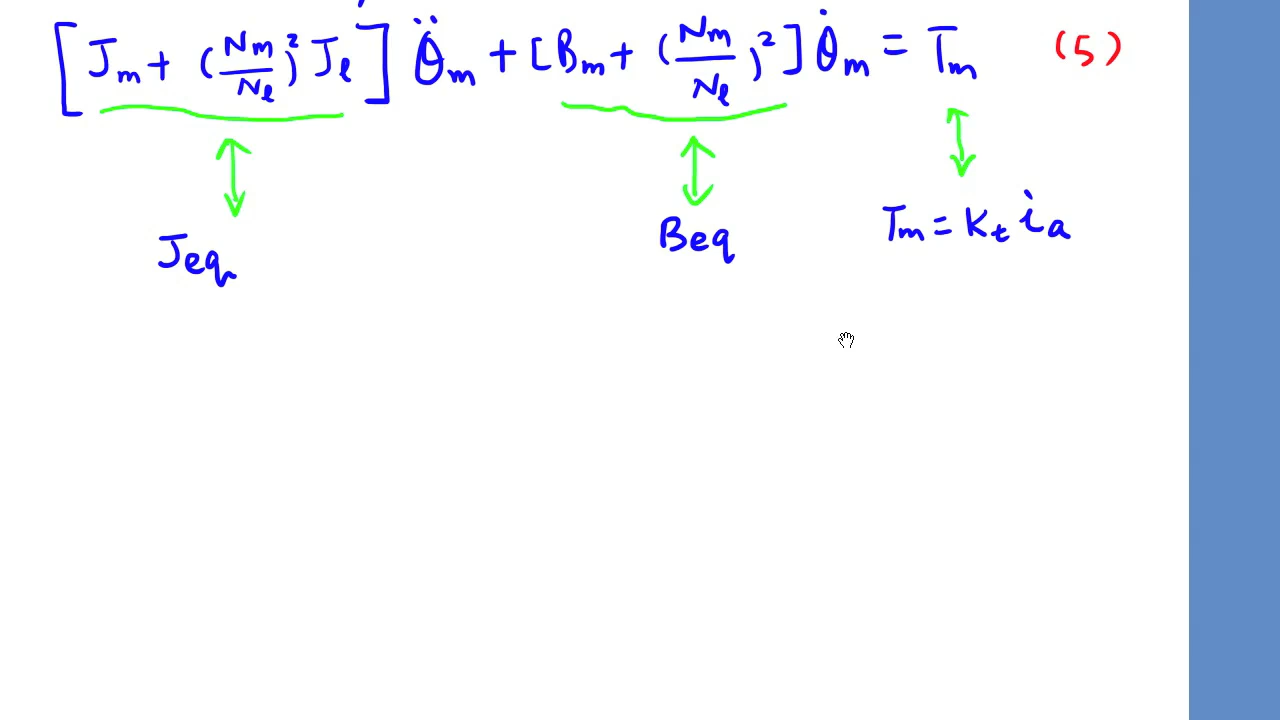 [Jm + (Nm/Nℓ)² Jℓ] θ̈m + [Bm + (Nm/Nℓ)²] θ̇m = Tm (5)
Jeq Beq Tm = Kt ia